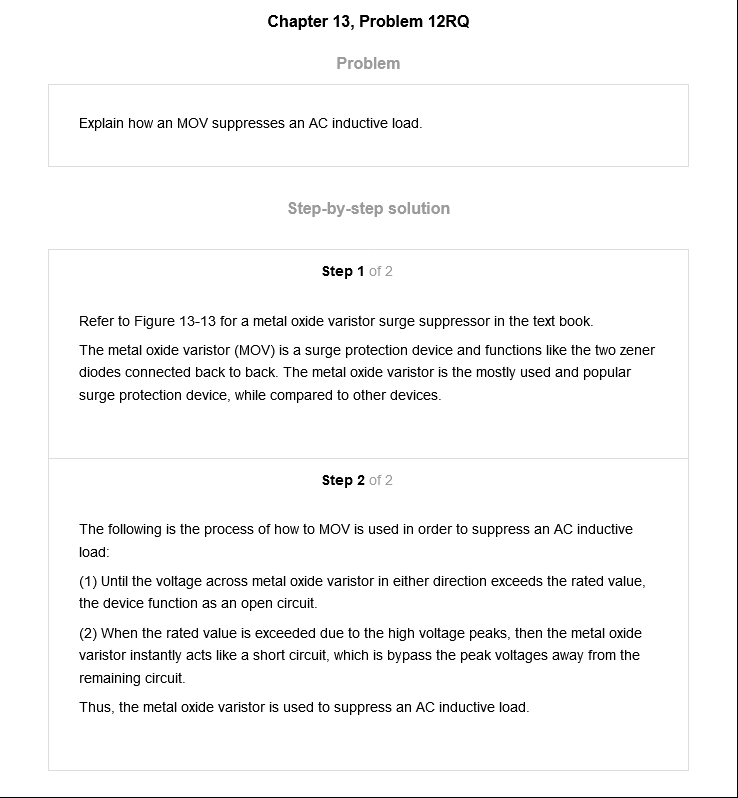 Chapter 13, Problem 12RQ
Problem
Explain how an MOV suppresses an AC inductive load.
Step-by-step solution
Step 1 of 2
Refer to Figure 13-13 for a metal oxide varistor surge suppressor in the text book.
The metal oxide varistor (MOV) is a surge protection device and functions like the two zener
diodes connected back to back. The metal oxide varistor is the mostly used and popular
surge protection device, while compared to other devices.
Step 2 of 2
The following is the process of how to MOV is used in order to suppress an AC inductive
load:
(1) Until the voltage across metal oxide varistor in either direction exceeds the rated value,
the device function as an open circuit.
(2) When the rated value is exceeded due to the high voltage peaks, then the metal oxide
varistor instantly acts like a short circuit, which is bypass the peak voltages away from the
remaining circuit.
Thus, the metal oxide varistor is used to suppress an AC inductive load.